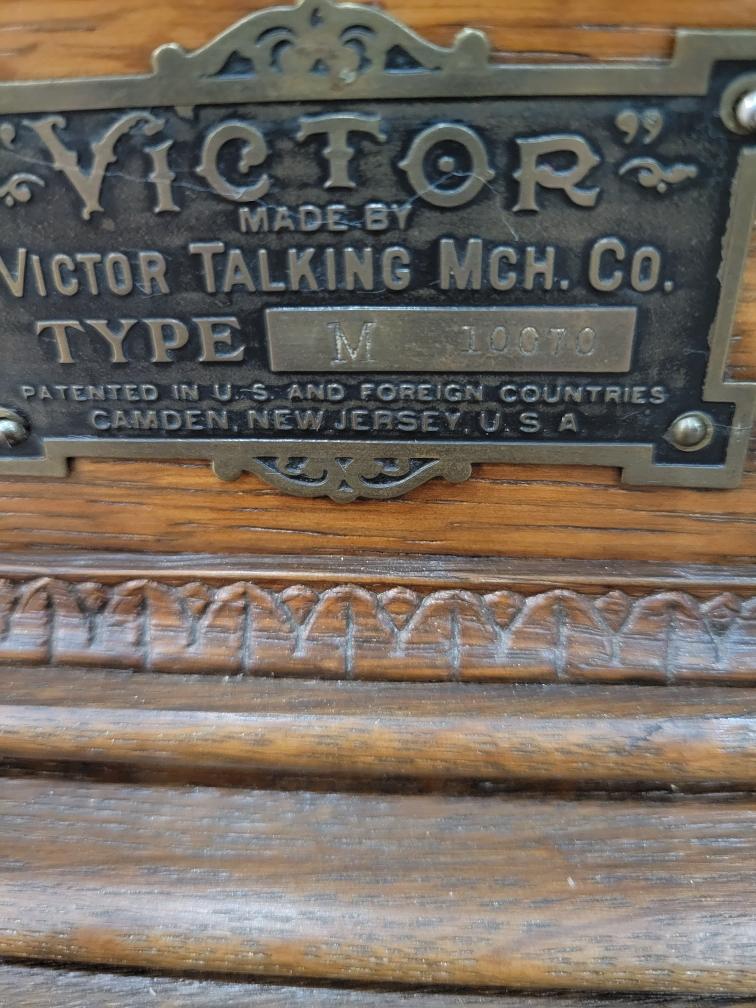 "VICTOR"
MADE BY
VICTOR TALKING MCH. CO.
TYPE M 10070
PATENTED IN U.S. AND FOREIGN COUNTRIES
CAMDEN, NEW JERSEY, U.S A